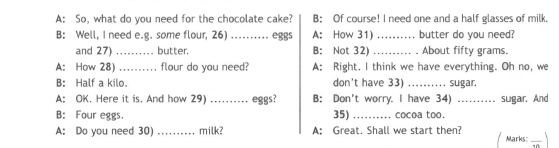 A: So, what do you need for the chocolate cake?
B: Well, I need e.g. some flour, 26) .......... eggs
and 27) .......... butter.
A: How 28) .......... flour do you need?
B: Half a kilo.
A: OK. Here it is. And how 29) .......... eggs?
B: Four eggs.
A: Do you need 30) .......... milk?
B: Of course! I need one and a half glasses of milk.
A: How 31) .......... butter do you need?
B: Not 32) .......... . About fifty grams.
A: Right. I think we have everything. Oh no, we
don't have 33) .......... sugar.
B: Don't worry. I have 34) .......... sugar. And
35) .......... cocoa too.
A: Great. Shall we start then?
Marks: ___
10